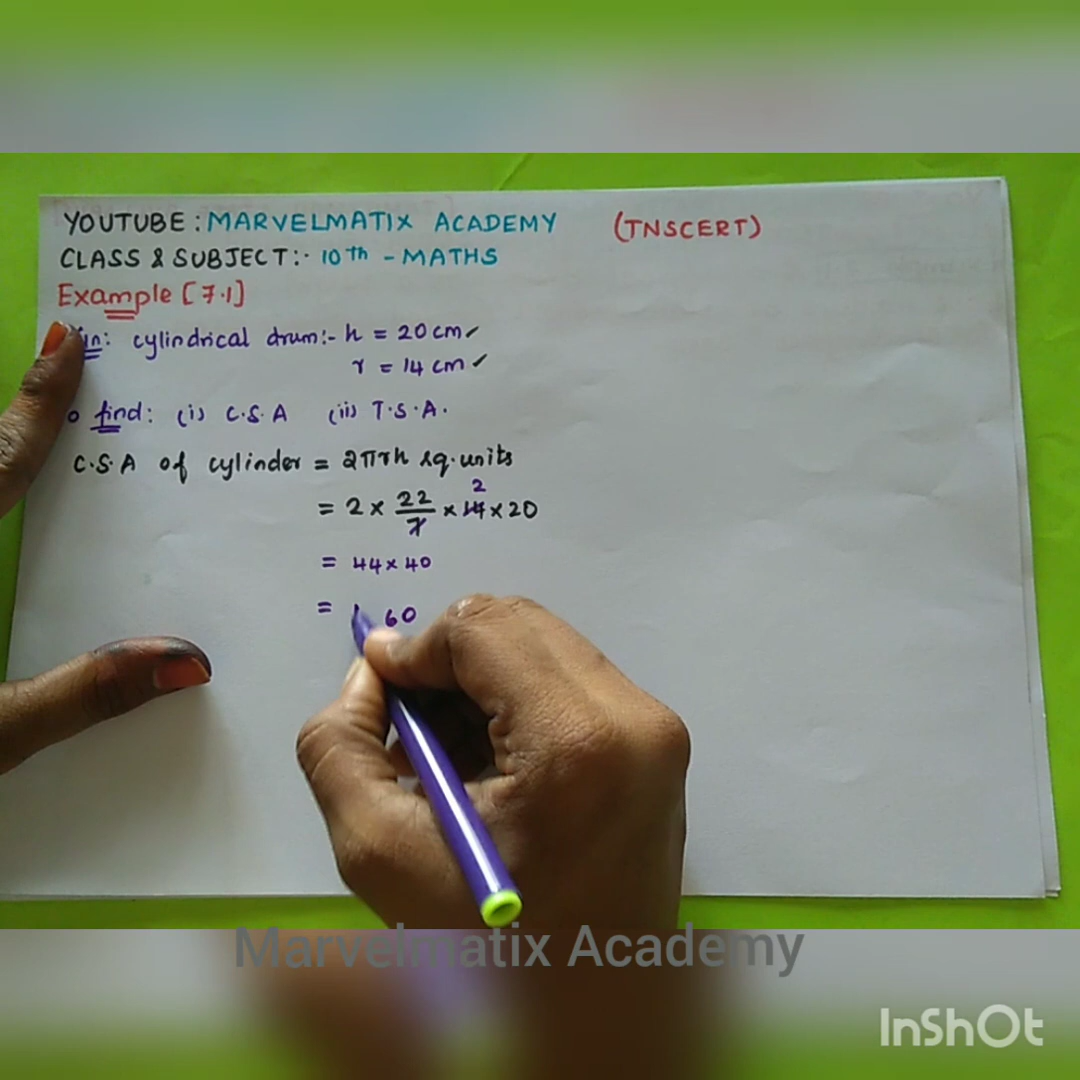 YOUTUBE : MARVELMATIX ACADEMY (TNSCERT)
CLASS & SUBJECT:- 10th - MATHS
Example [7.1]
cylindrical drum:- h = 20 cm ✓
r = 14 cm ✓
find: (i) C.S.A (ii) T.S.A.
C.S.A of cylinder = 2πrh sq.units
= 2 × 22/7 × 14 2 × 20
= 44 × 40
= 60
Marvelmatix Academy
InShOt